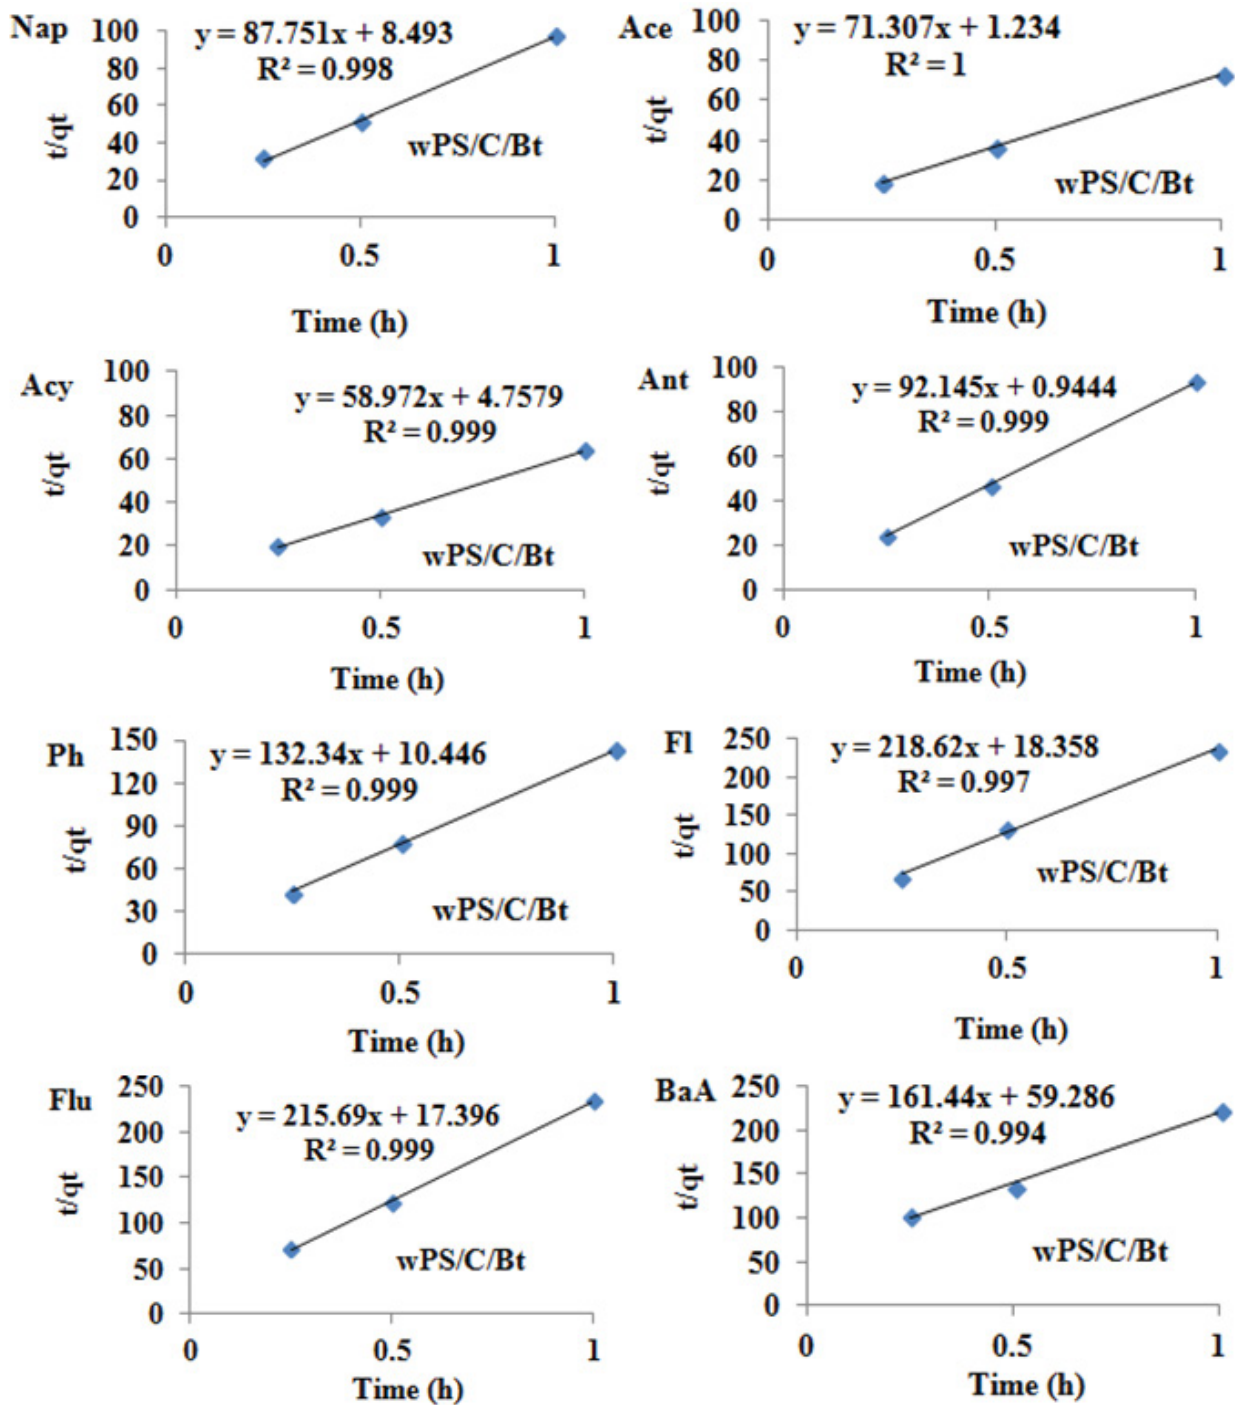 Nap
y = 87.751x + 8.493
R² = 0.998
100
80
60
40
20
0
t/qt
wPS/C/Bt
0 0.5 1
Time (h)
Ace
y = 71.307x + 1.234
R² = 1
100
80
60
40
20
0
t/qt
wPS/C/Bt
0 0.5 1
Time (h)
Acy
y = 58.972x + 4.7579
R² = 0.999
100
80
60
40
20
0
t/qt
wPS/C/Bt
0 0.5 1
Time (h)
Ant
y = 92.145x + 0.9444
R² = 0.999
100
80
60
40
20
0
t/qt
wPS/C/Bt
0 0.5 1
Time (h)
Ph
y = 132.34x + 10.446
R² = 0.999
150
120
90
60
30
0
t/qt
wPS/C/Bt
0 0.5 1
Time (h)
Fl
y = 218.62x + 18.358
R² = 0.997
250
200
150
100
50
0
t/qt
wPS/C/Bt
0 0.5 1
Time (h)
Flu
y = 215.69x + 17.396
R² = 0.999
250
200
150
100
50
0
t/qt
wPS/C/Bt
0 0.5 1
Time (h)
BaA
y = 161.44x + 59.286
R² = 0.994
250
200
150
100
50
0
t/qt
wPS/C/Bt
0 0.5 1
Time (h)